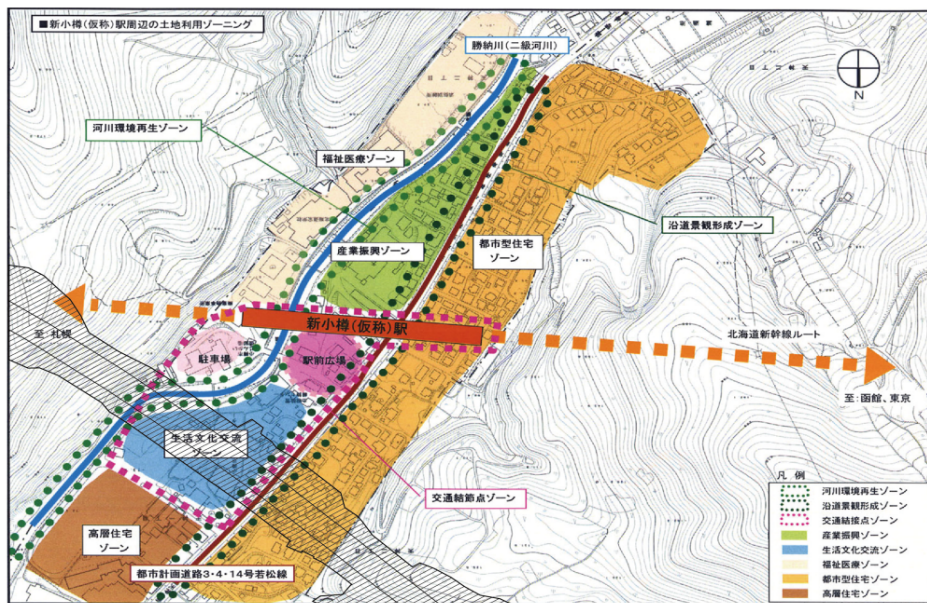 ■新小樽(仮称)駅周辺の土地利用ゾーニング
勝納川(二級河川)
N
河川環境再生ゾーン
福祉医療ゾーン
沿道景観形成ゾーン
産業振興ゾーン
都市型住宅
ゾーン
新小樽(仮称)駅
至:札幌
北海道新幹線ルート
駐車場
駅前広場
至:函館、東京
生活文化交流
ゾーン
交通結節点ゾーン
高層住宅
ゾーン
都市計画道路3・4・14号若松線
凡 例
河川環境再生ゾーン
沿道景観形成ゾーン
交通結接点ゾーン
産業振興ゾーン
生活文化交流ゾーン
福祉医療ゾーン
都市型住宅ゾーン
高層住宅ゾーン